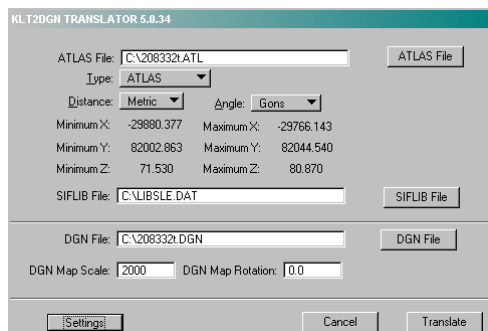 KLT2DGN TRANSLATOR 5.0.34
ATLAS File: C:\208332t.ATL ATLAS File
Type: ATLAS
Distance: Metric Angle: Gons
Minimum X: -29880.377 Maximum X: -29766.143
Minimum Y: 82002.863 Maximum Y: 82044.540
Minimum Z: 71.530 Maximum Z: 80.870
SIFLIB File: C:\LIBSLE.DAT SIFLIB File
DGN File: C:\208332t.DGN DGN File
DGN Map Scale: 2000 DGN Map Rotation: 0.0
Settings Cancel Translate